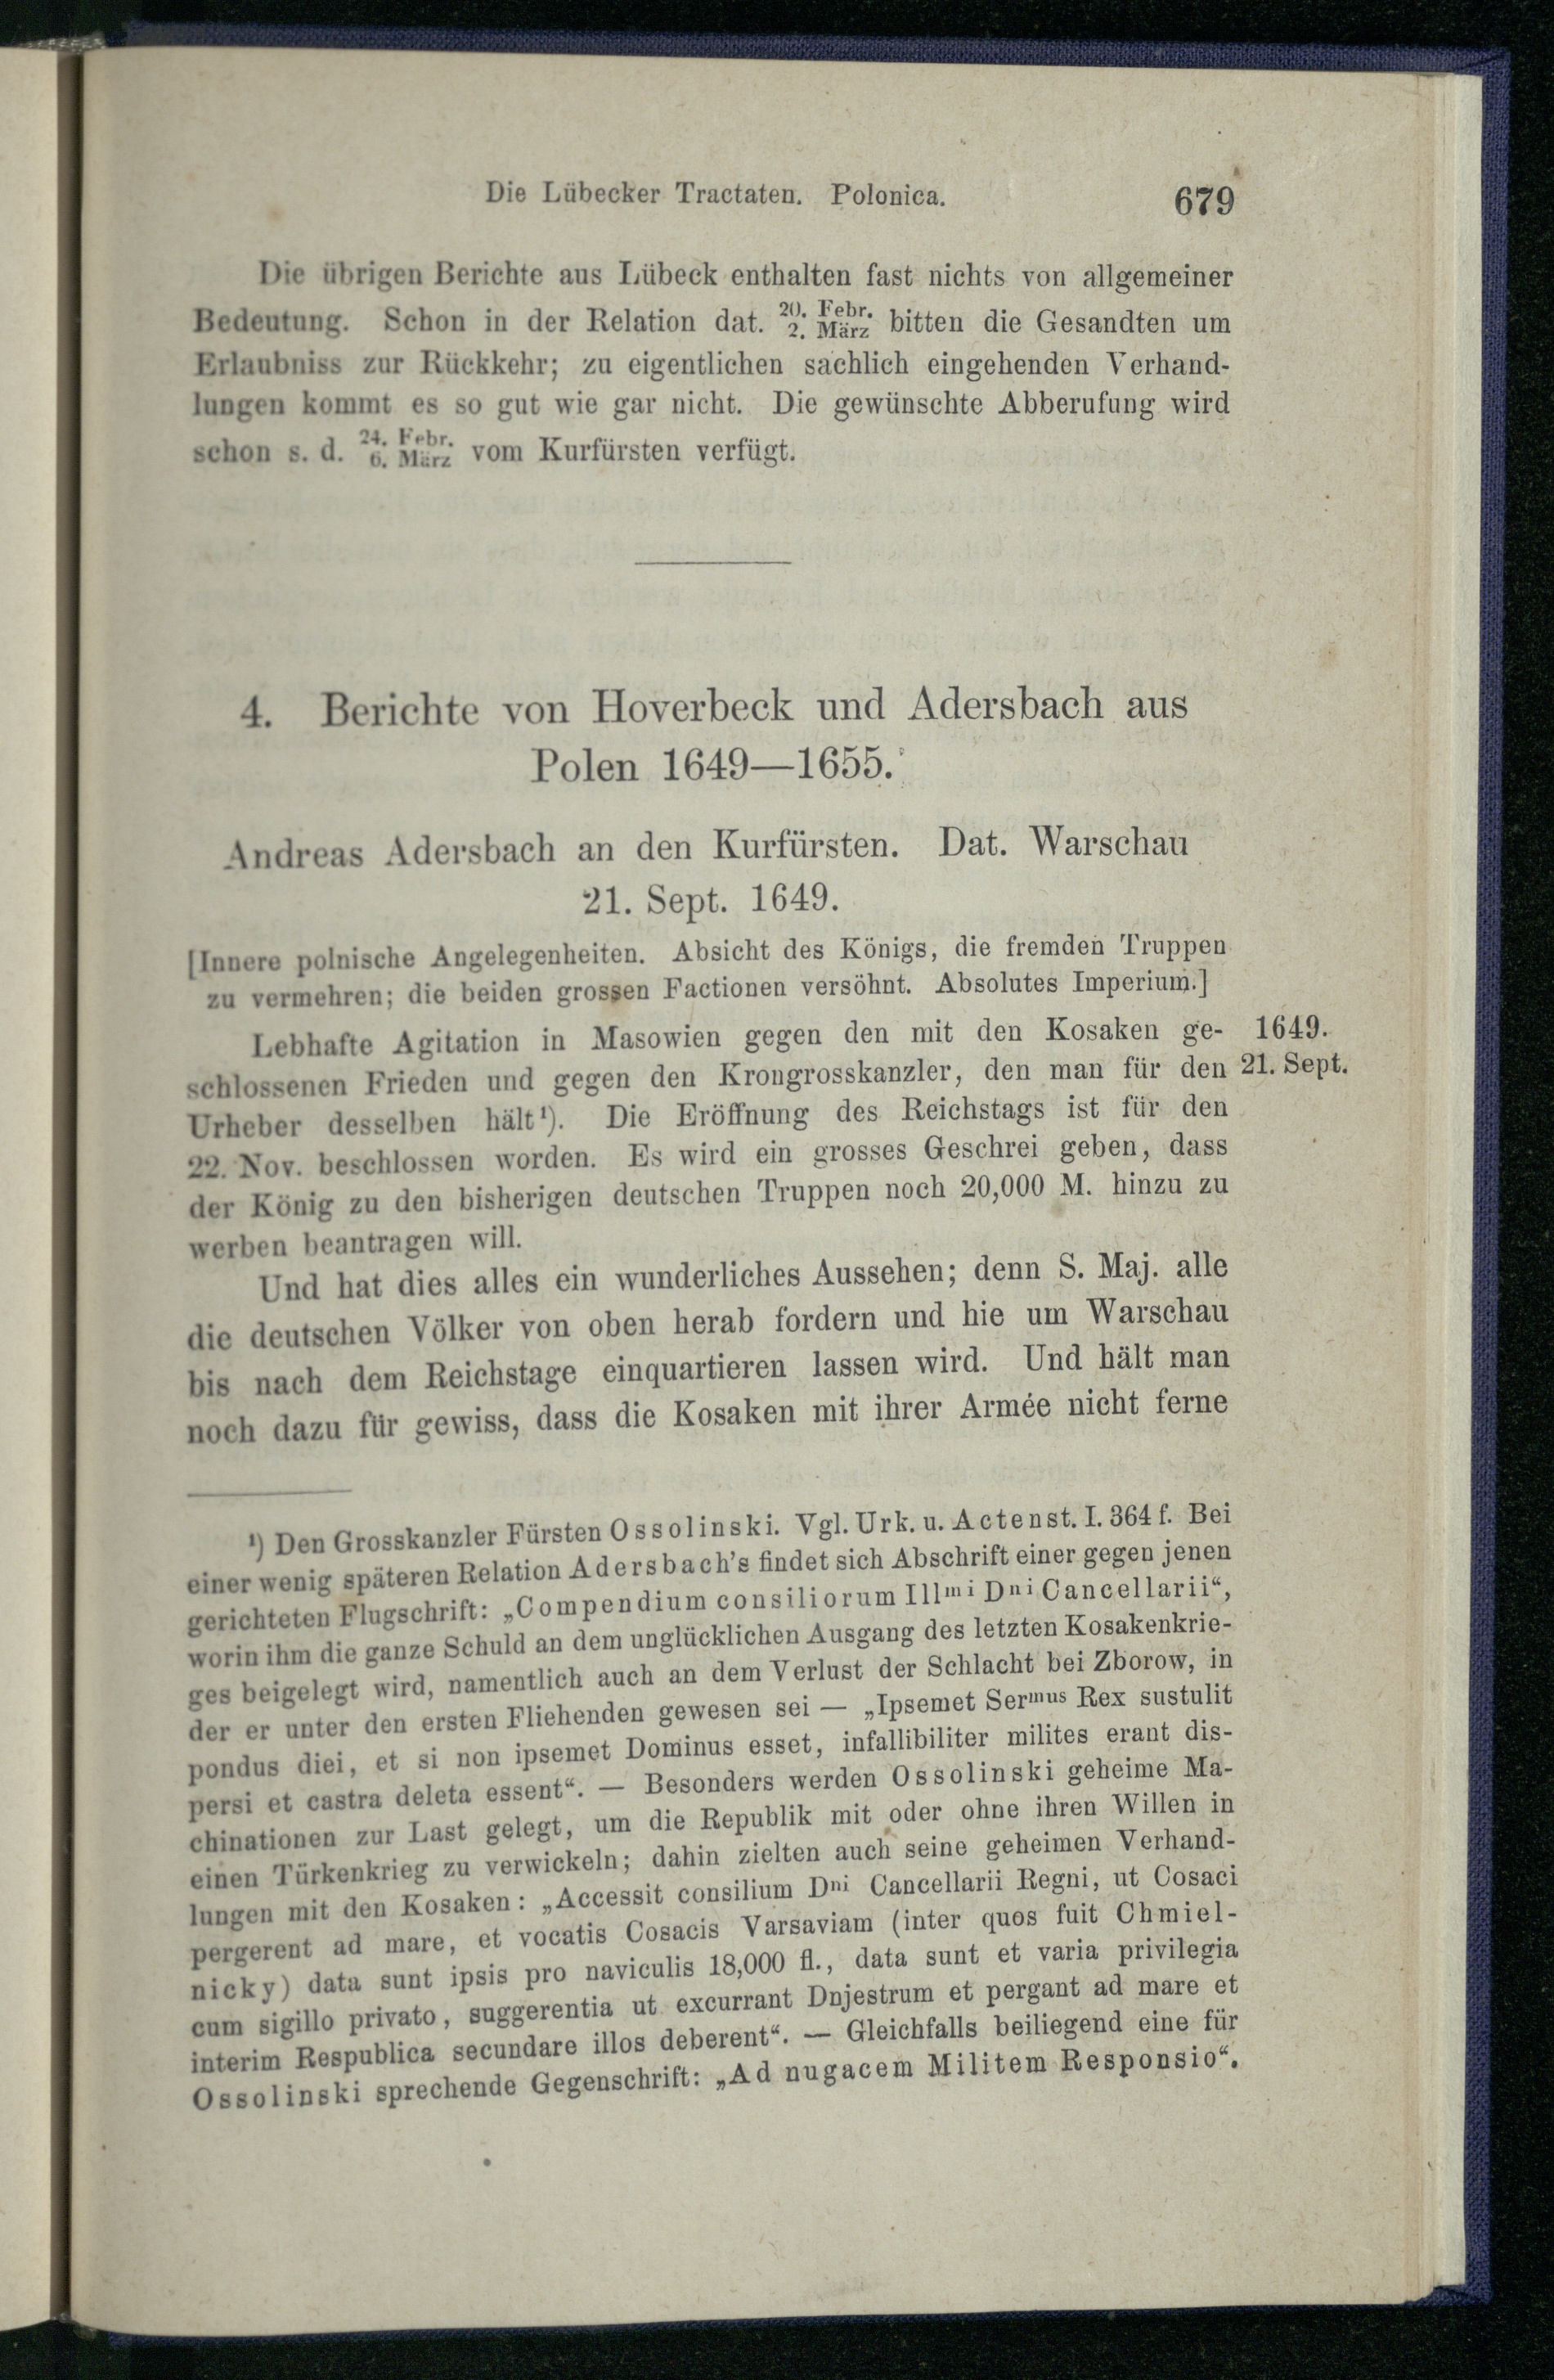 Die Lübecker Tractaten. Polonica. 679
Die übrigen Berichte aus Lübeck enthalten fast nichts von allgemeiner
Bedeutung. Schon in der Relation dat. 20. Febr. / 2. März bitten die Gesandten um
Erlaubniss zur Rückkehr; zu eigentlichen sachlich eingehenden Verhand-
lungen kommt es so gut wie gar nicht. Die gewünschte Abberufung wird
schon s. d. 24. Febr. / 6. März vom Kurfürsten verfügt.
4. Berichte von Hoverbeck und Adersbach aus
Polen 1649—1655.
Andreas Adersbach an den Kurfürsten. Dat. Warschau
21. Sept. 1649.
[Innere polnische Angelegenheiten. Absicht des Königs, die fremden Truppen
zu vermehren; die beiden grossen Factionen versöhnt. Absolutes Imperium.]
Lebhafte Agitation in Masowien gegen den mit den Kosaken ge- 1649.
schlossenen Frieden und gegen den Krongrosskanzler, den man für den 21. Sept.
Urheber desselben hält¹). Die Eröffnung des Reichstags ist für den
22. Nov. beschlossen worden. Es wird ein grosses Geschrei geben, dass
der König zu den bisherigen deutschen Truppen noch 20,000 M. hinzu zu
werben beantragen will.
Und hat dies alles ein wunderliches Aussehen; denn S. Maj. alle
die deutschen Völker von oben herab fordern und hie um Warschau
bis nach dem Reichstage einquartieren lassen wird. Und hält man
noch dazu für gewiss, dass die Kosaken mit ihrer Armée nicht ferne
¹) Den Grosskanzler Fürsten Ossolinski. Vgl. Urk. u. Actenst. I. 364 f. Bei
einer wenig späteren Relation Adersbach's findet sich Abschrift einer gegen jenen
gerichteten Flugschrift: „Compendium consiliorum Illᵐⁱ Dⁿⁱ Cancellarii“,
worin ihm die ganze Schuld an dem unglücklichen Ausgang des letzten Kosakenkrie-
ges beigelegt wird, namentlich auch an dem Verlust der Schlacht bei Zborow, in
der er unter den ersten Fliehenden gewesen sei — „Ipsemet Serᵐᵘˢ Rex sustulit
pondus diei, et si non ipsemet Dominus esset, infallibiliter milites erant dis-
persi et castra deleta essent“. — Besonders werden Ossolinski geheime Ma-
chinationen zur Last gelegt, um die Republik mit oder ohne ihren Willen in
einen Türkenkrieg zu verwickeln; dahin zielten auch seine geheimen Verhand-
lungen mit den Kosaken: „Accessit consilium Dⁿⁱ Cancellarii Regni, ut Cosaci
pergerent ad mare, et vocatis Cosacis Varsaviam (inter quos fuit Chmiel-
nicky) data sunt ipsis pro naviculis 18,000 fl., data sunt et varia privilegia
cum sigillo privato, suggerentia ut excurrant Dnjestrum et pergant ad mare et
interim Respublica secundare illos deberent“. — Gleichfalls beiliegend eine für
Ossolinski sprechende Gegenschrift: „Ad nugacem Militem Responsio“.